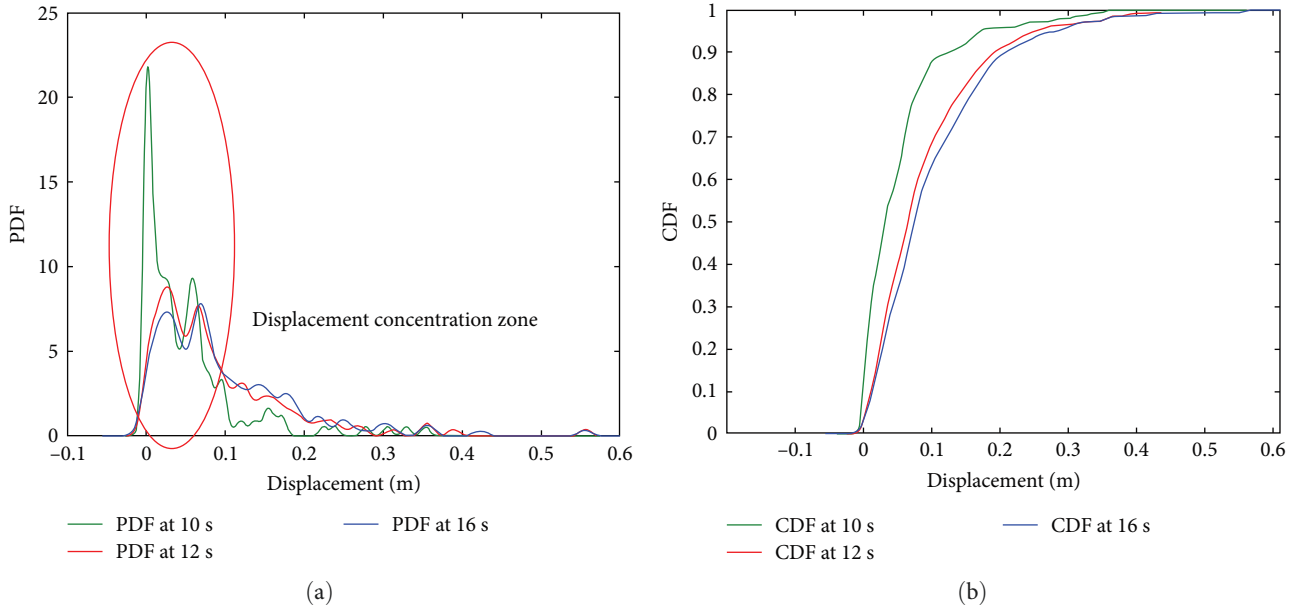 25
20
15
10
5
0
PDF
Displacement concentration zone
−0.1 0 0.1 0.2 0.3 0.4 0.5 0.6
Displacement (m)
PDF at 10 s PDF at 16 s
PDF at 12 s
(a)
1
0.9
0.8
0.7
0.6
0.5
0.4
0.3
0.2
0.1
0
CDF
−0.1 0 0.1 0.2 0.3 0.4 0.5 0.6
Displacement (m)
CDF at 10 s CDF at 16 s
CDF at 12 s
(b)